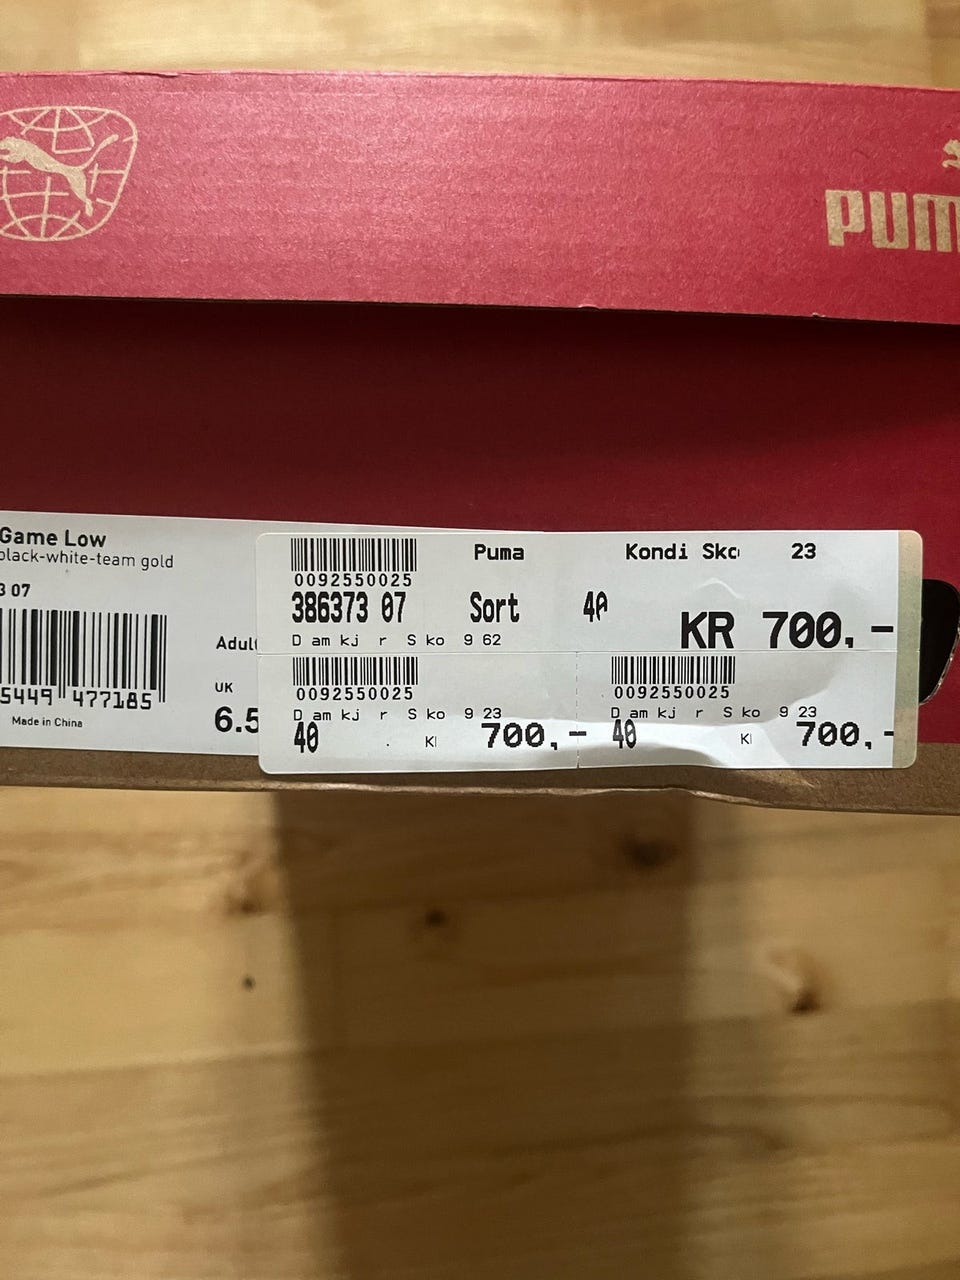 PUM
Game Low
black-white-team gold
3 07
5449 477185
Made in China
Adul
UK
6.5
Puma Kondi Sko 23
0092550025
386373 07 Sort 40
KR 700,-
D am kj r S ko 9 62
0092550025 0092550025
D am kj r S ko 9 23 D am kj r S ko 9 23
40 K 700,- 40 K 700,-